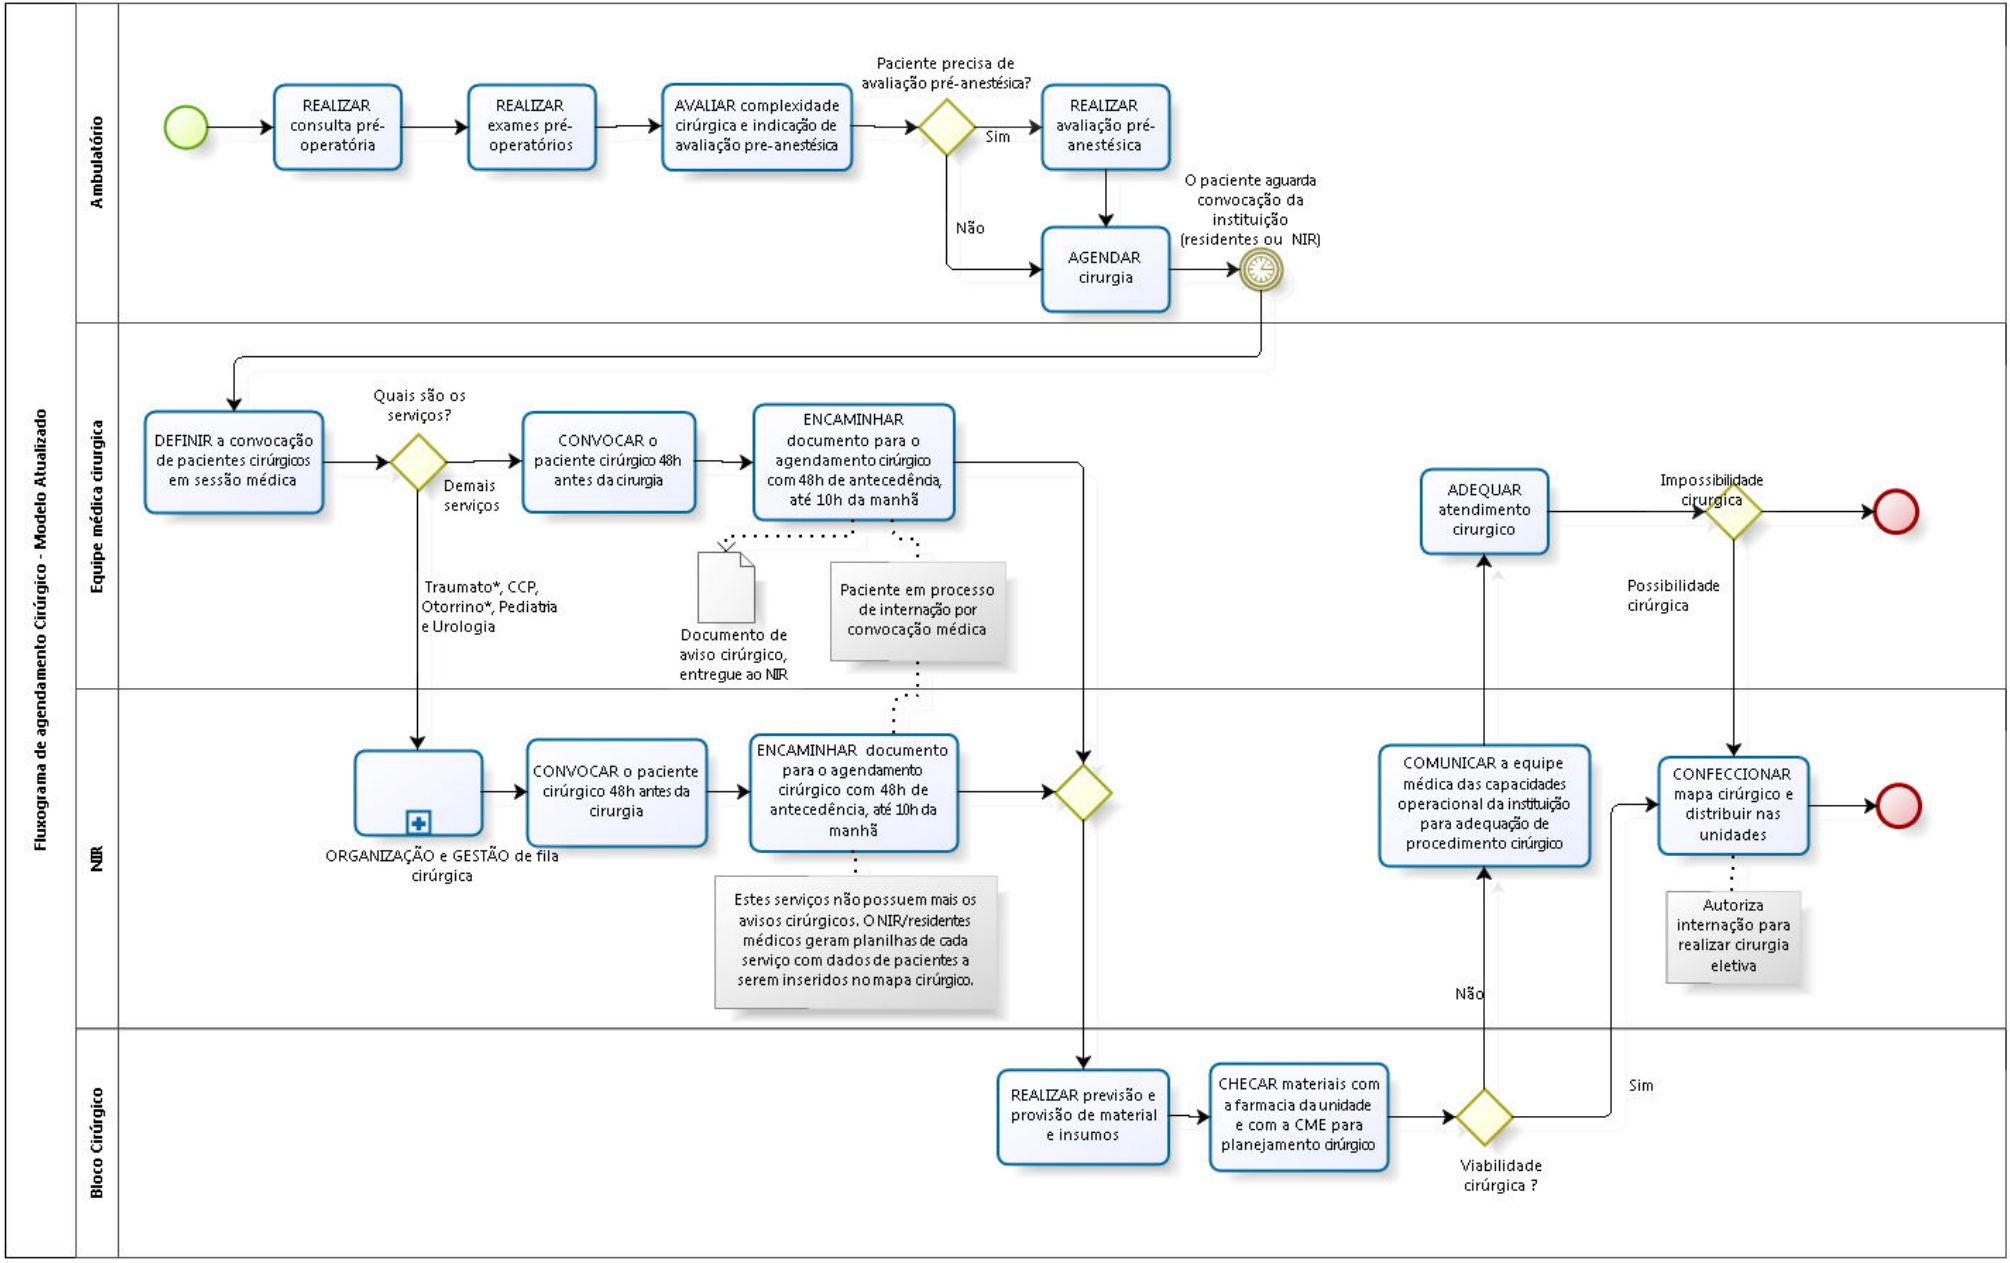 Fluxograma de agendamento Cirúrgico - Modelo Atualizado
Ambulatório
REALIZAR
consulta pré-
operatória
REALIZAR
exames pré-
operatórios
AVALIAR complexidade
cirúrgica e indicação de
avaliação pre-anestésica
Paciente precisa de
avaliação pré-anestésica?
Sim
Não
REALIZAR
avaliação pré-
anestésica
AGENDAR
cirurgia
O paciente aguarda
convocação da
instituição
(residentes ou NIR)
Equipe médica cirurgica
DEFINIR a convocação
de pacientes cirúrgicos
em sessão médica
Quais são os
serviços?
Demais
serviços
Traumato*, CCP,
Otorrino*, Pediatria
e Urologia
CONVOCAR o
paciente cirúrgico 48h
antes da cirurgia
ENCAMINHAR
documento para o
agendamento cirúrgico
com 48h de antecedência,
até 10h da manhã
Documento de
aviso cirúrgico,
entregue ao NIR
Paciente em processo
de internação por
convocação médica
ADEQUAR
atendimento
cirurgico
Impossibilidade
cirurgica
Possibilidade
cirúrgica
NIR
ORGANIZAÇÃO e GESTÃO de fila
cirúrgica
CONVOCAR o paciente
cirúrgico 48h antes da
cirurgia
ENCAMINHAR documento
para o agendamento
cirúrgico com 48h de
antecedência, até 10h da
manhã
Estes serviços não possuem mais os
avisos cirúrgicos. O NIR/residentes
médicos geram planilhas de cada
serviço com dados de pacientes a
serem inseridos no mapa cirúrgico.
COMUNICAR a equipe
médica das capacidades
operacional da instituição
para adequação de
procedimento cirúrgico
CONFECCIONAR
mapa cirúrgico e
distribuir nas
unidades
Autoriza
internação para
realizar cirurgia
eletiva
Não
Bloco Cirúrgico
REALIZAR previsão e
provisão de material
e insumos
CHECAR materiais com
a farmacia da unidade
e com a CME para
planejamento cirúrgico
Viabilidade
cirúrgica ?
Sim